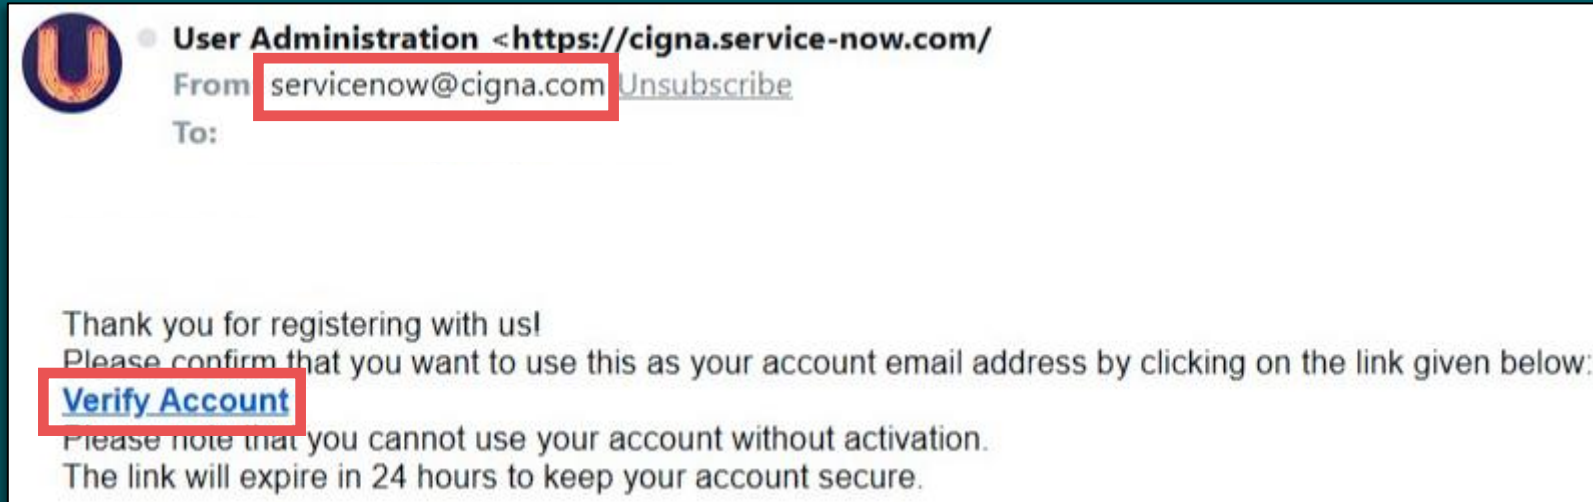 U
User Administration <https://cigna.service-now.com/
From servicenow@cigna.com Unsubscribe
To:
Thank you for registering with us!
Please confirm that you want to use this as your account email address by clicking on the link given below:
Verify Account
Please note that you cannot use your account without activation.
The link will expire in 24 hours to keep your account secure.